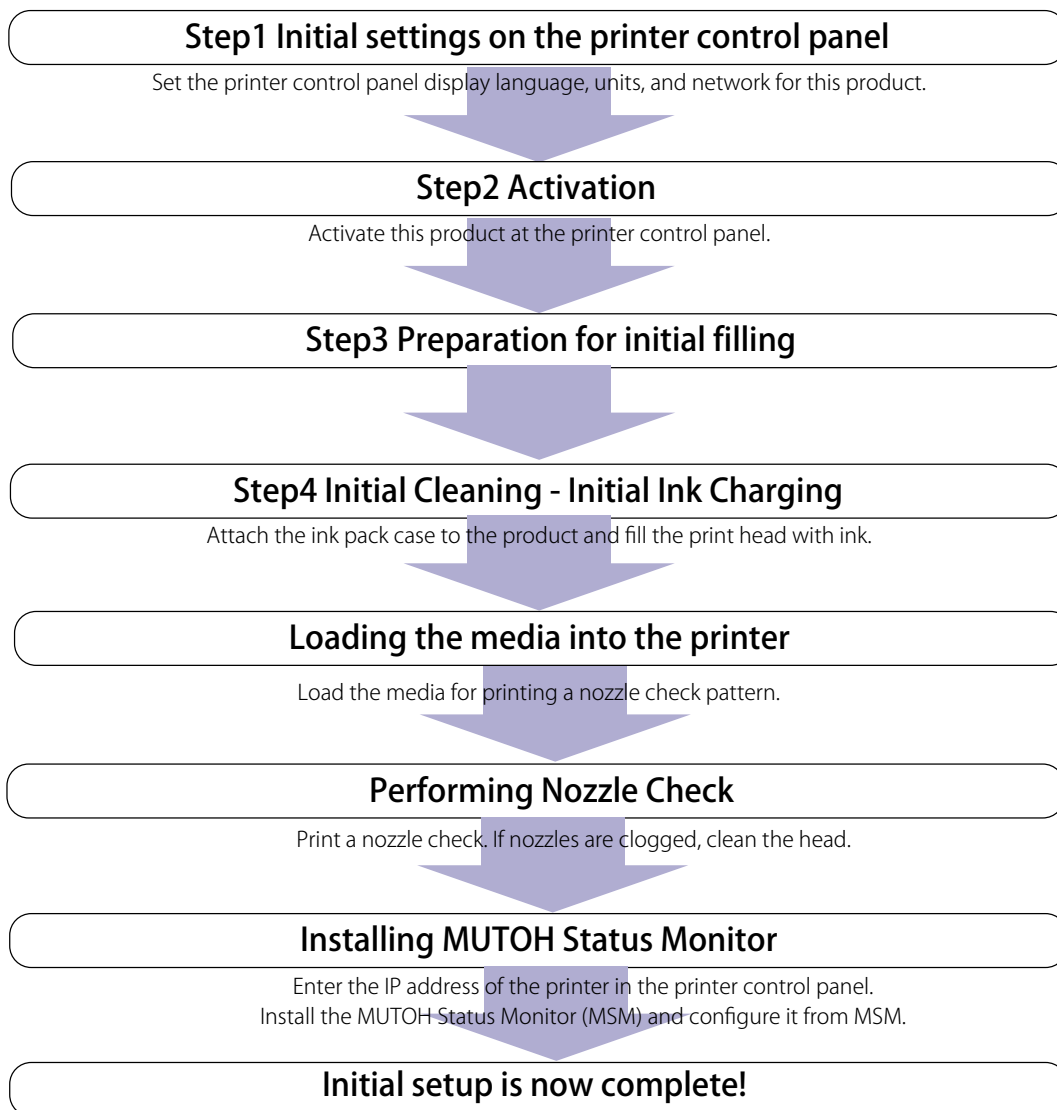 Step1 Initial settings on the printer control panel
Set the printer control panel display language, units, and network for this product.
Step2 Activation
Activate this product at the printer control panel.
Step3 Preparation for initial filling
Step4 Initial Cleaning - Initial Ink Charging
Attach the ink pack case to the product and fill the print head with ink.
Loading the media into the printer
Load the media for printing a nozzle check pattern.
Performing Nozzle Check
Print a nozzle check. If nozzles are clogged, clean the head.
Installing MUTOH Status Monitor
Enter the IP address of the printer in the printer control panel.
Install the MUTOH Status Monitor (MSM) and configure it from MSM.
Initial setup is now complete!